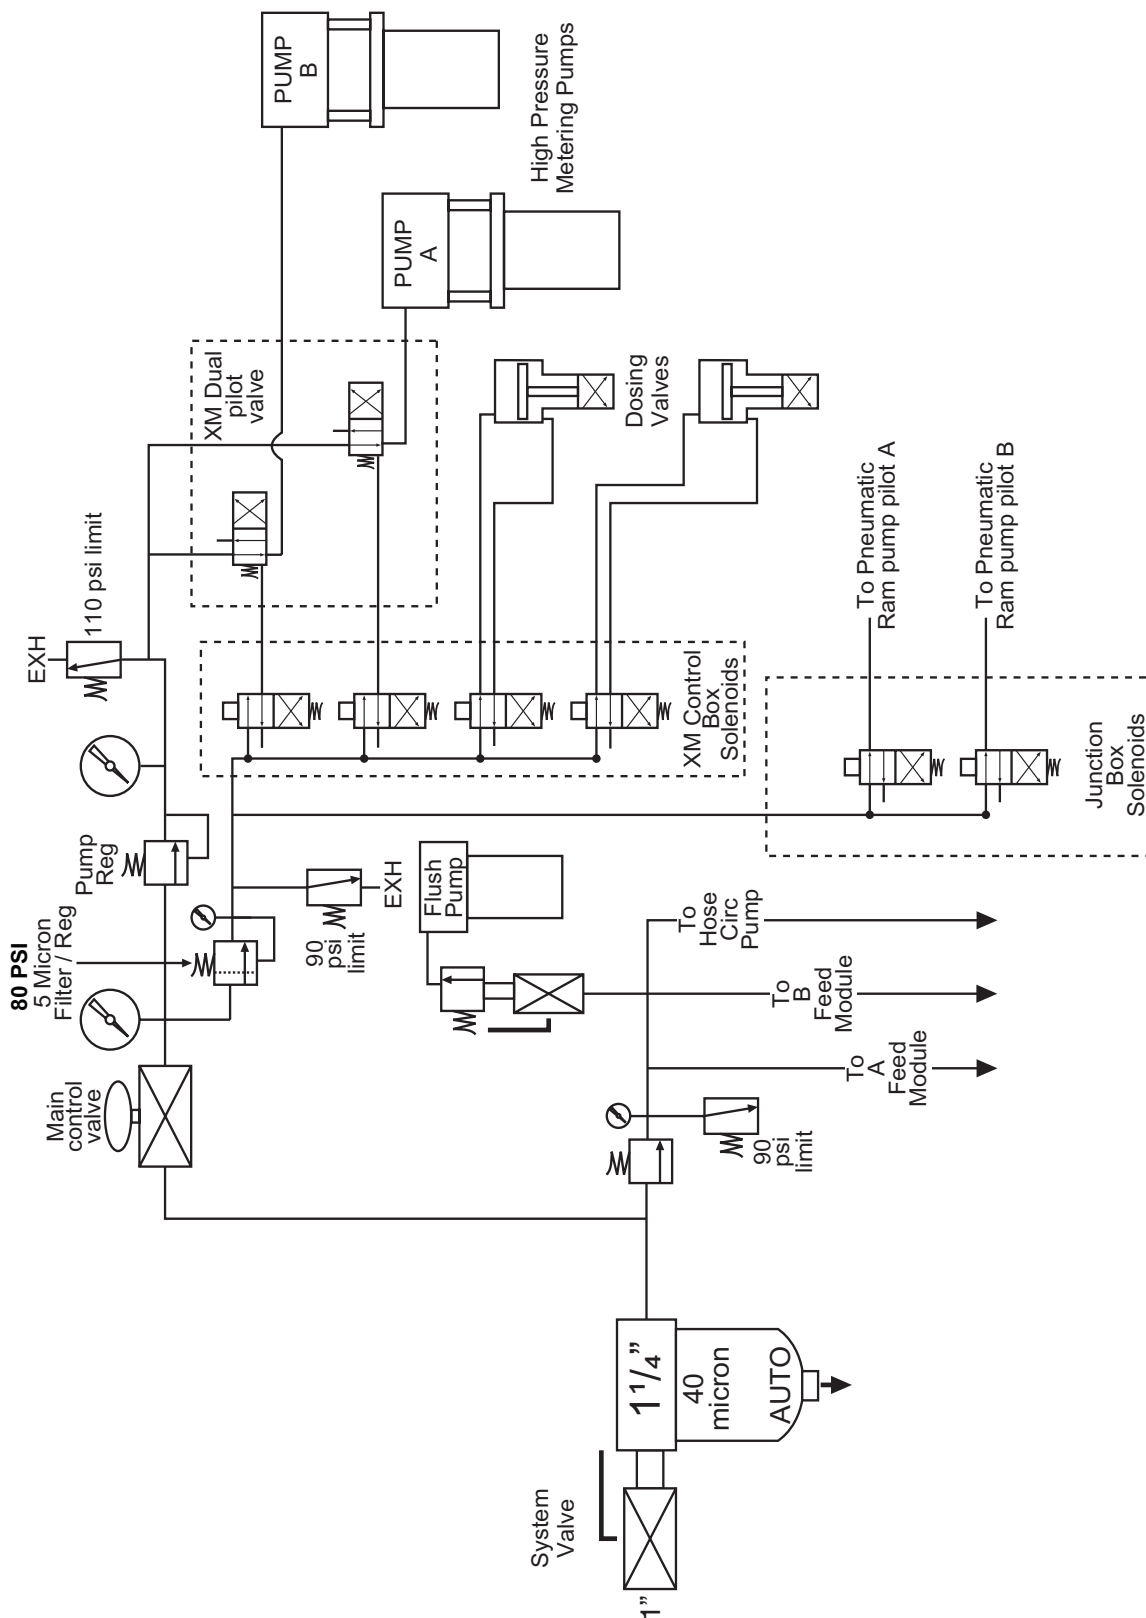 1”
System
Valve
1 1/4”
40
micron
AUTO
Main
control
valve
80 PSI
5 Micron
Filter / Reg
Pump
Reg
EXH
110 psi limit
90
psi
limit
EXH
Flush
Pump
90
psi
limit
To
A
Feed
Module
To
B
Feed
Module
To
Hose
Circ
Pump
XM Control
Box
Solenoids
Junction
Box
Solenoids
XM Dual
pilot
valve
Dosing
Valves
To Pneumatic
Ram pump pilot A
To Pneumatic
Ram pump pilot B
PUMP
B
PUMP
A
High Pressure
Metering Pumps